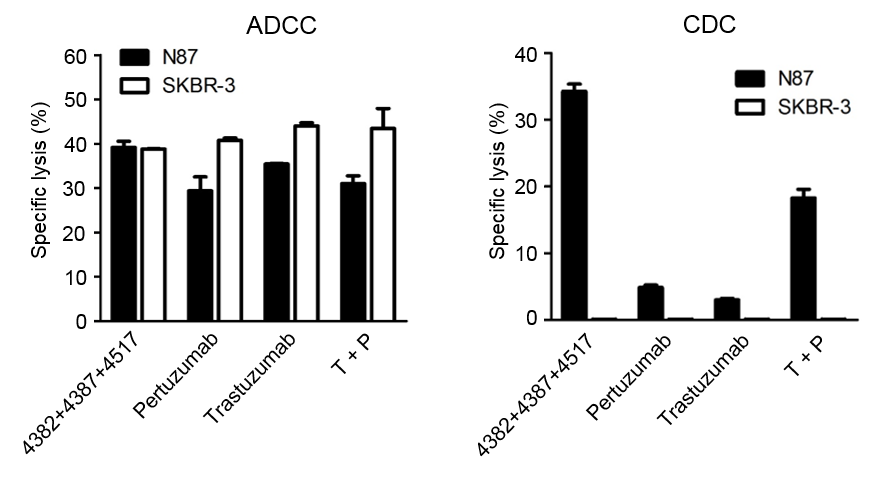 ADCC
N87
SKBR-3
Specific lysis (%)
60
50
40
30
20
10
0
4382+4387+4517
Pertuzumab
Trastuzumab
T + P
CDC
N87
SKBR-3
Specific lysis (%)
40
30
20
10
0
4382+4387+4517
Pertuzumab
Trastuzumab
T + P